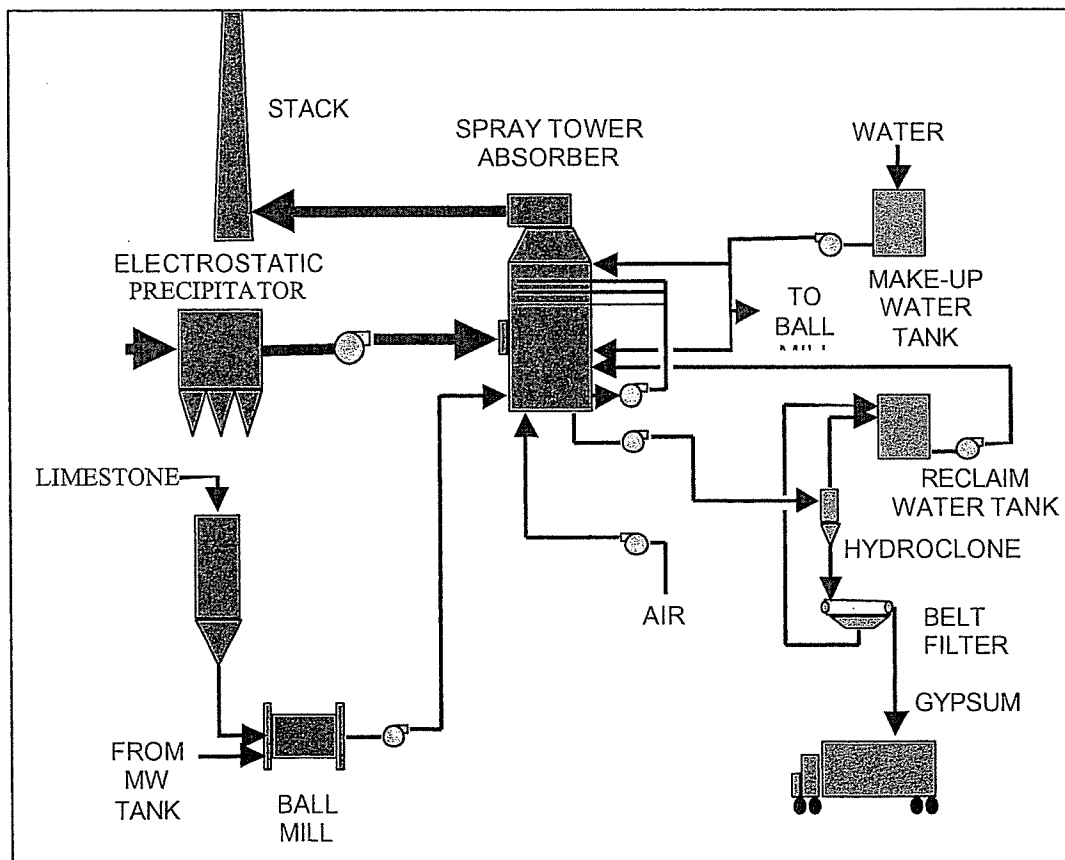 STACK
SPRAY TOWER
ABSORBER
WATER
ELECTROSTATIC
PRECIPITATOR
MAKE-UP
WATER
TANK
TO
BALL
LIMESTONE
RECLAIM
WATER TANK
HYDROCLONE
AIR
BELT
FILTER
GYPSUM
FROM
MW
TANK
BALL
MILL